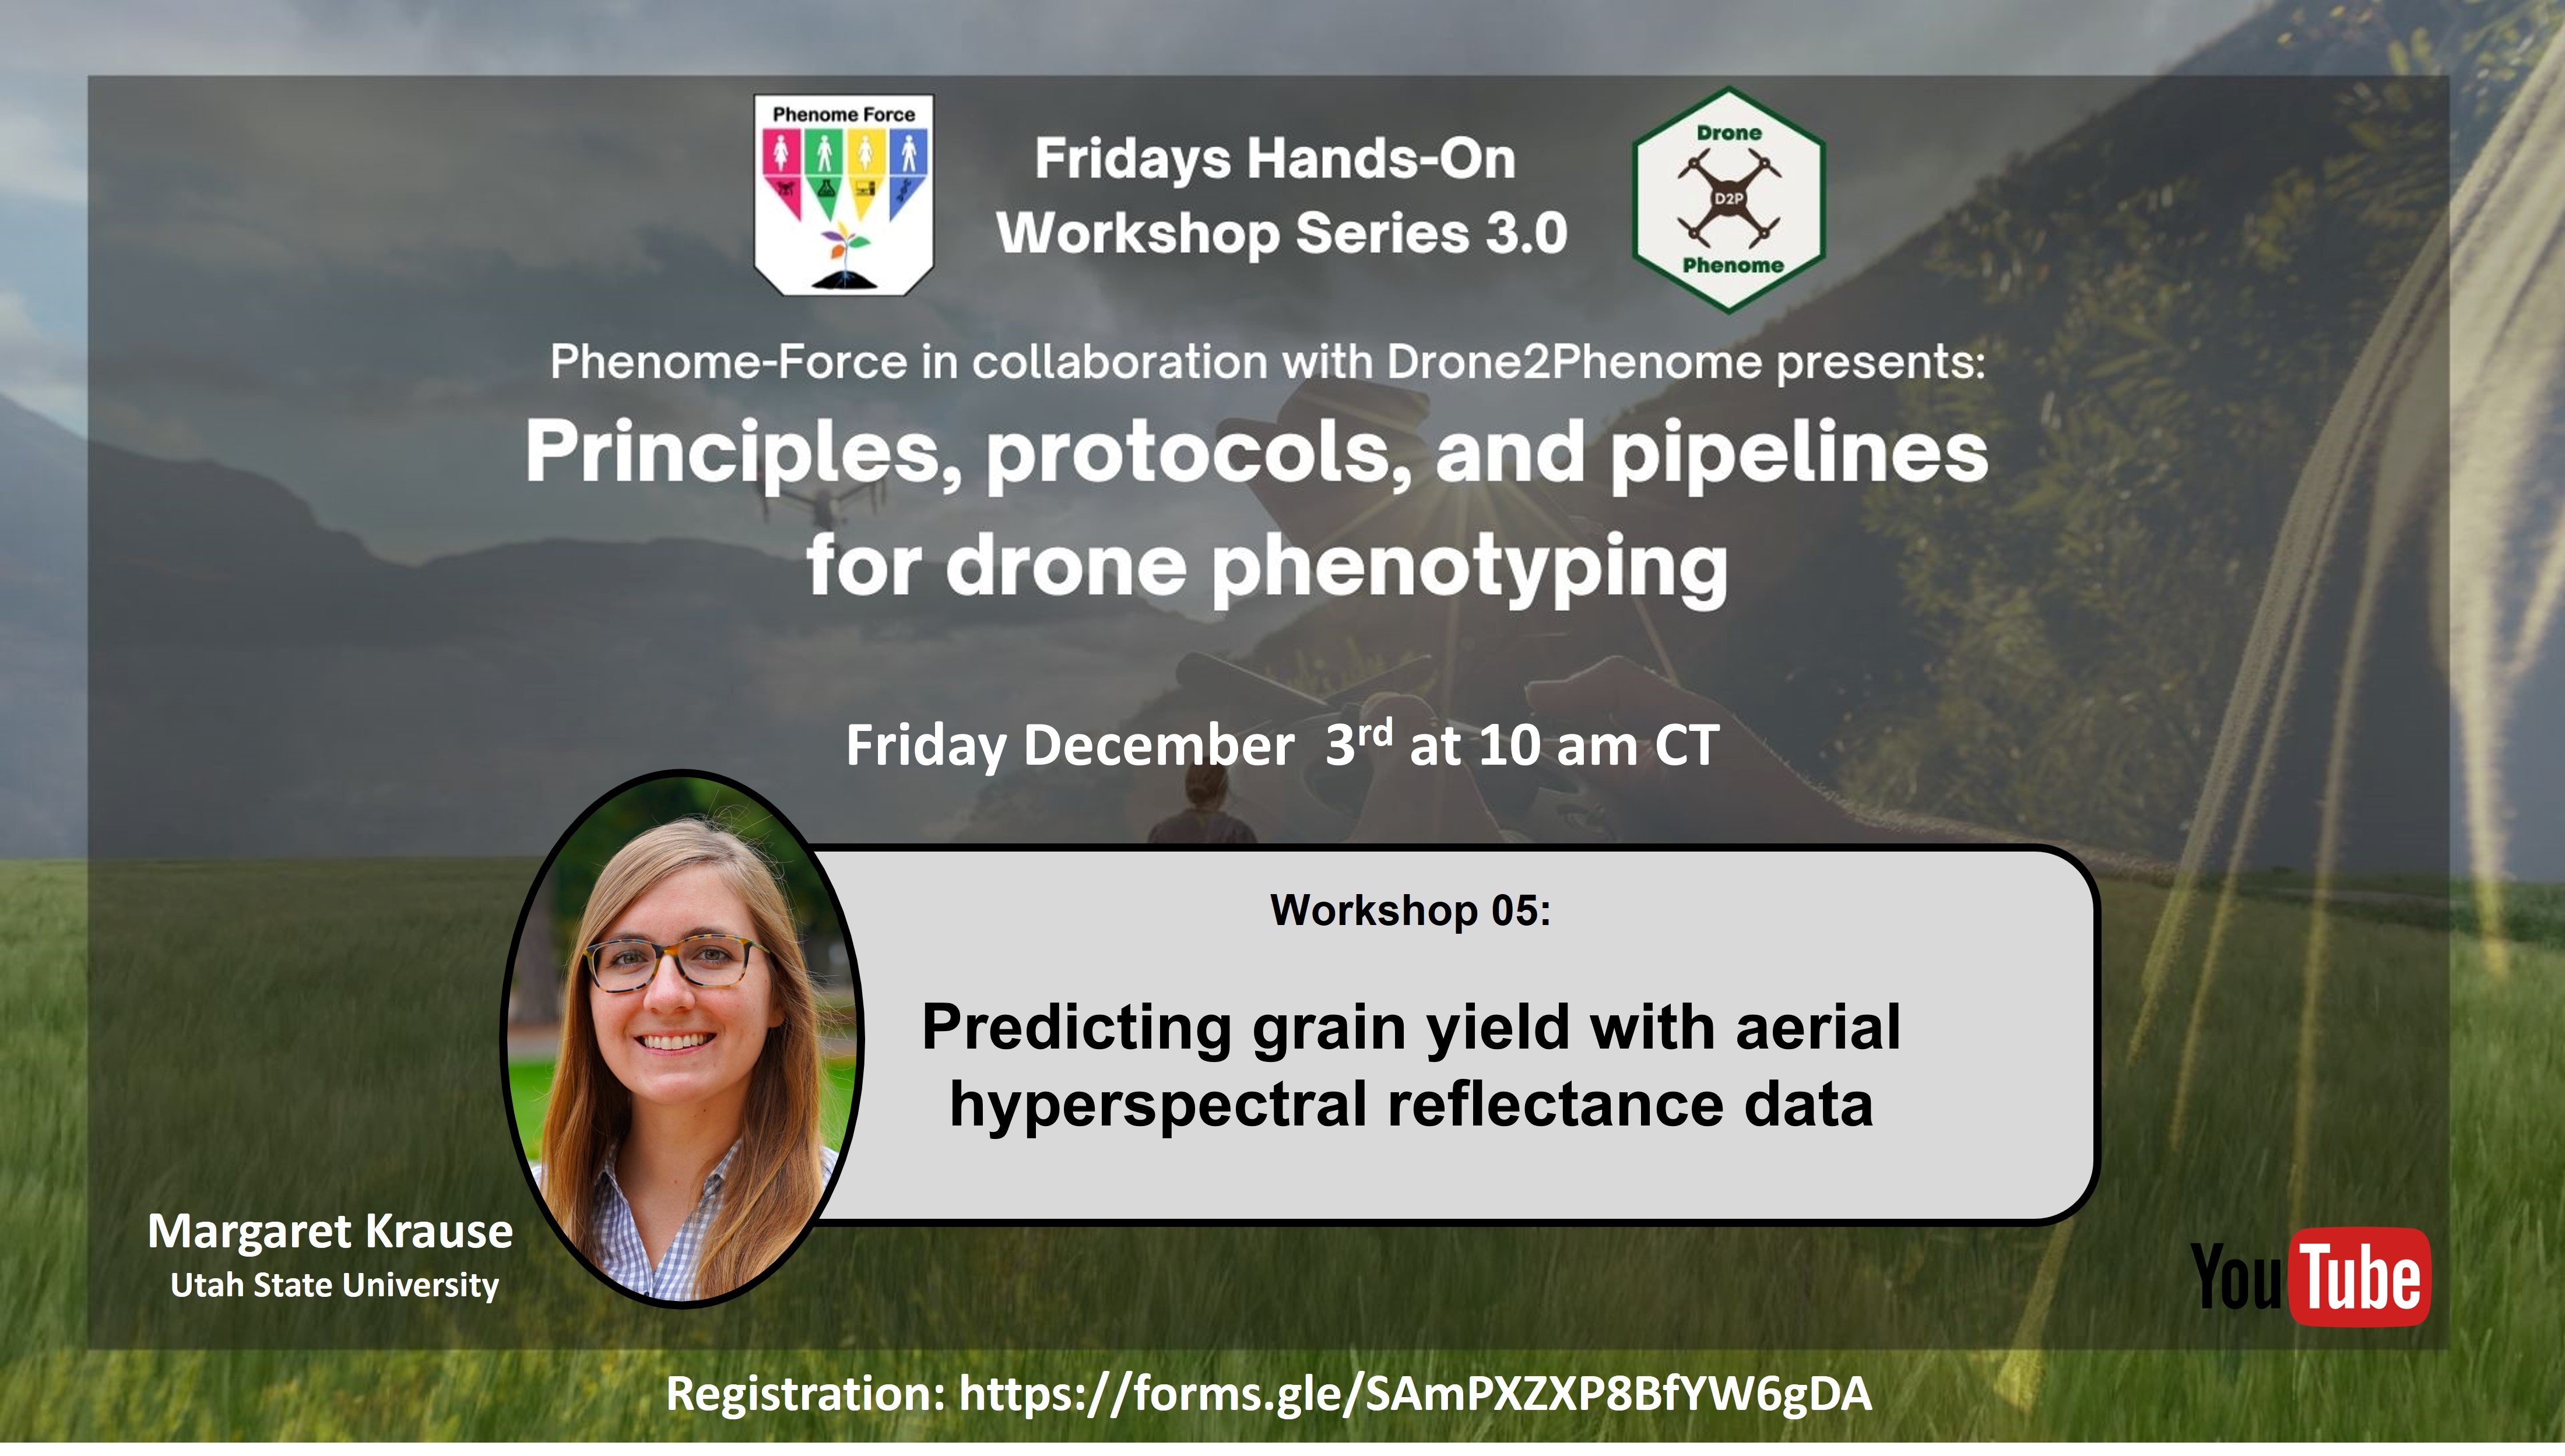 Phenome Force
Fridays Hands-On
Workshop Series 3.0
Drone
D2P
Phenome
Phenome-Force in collaboration with Drone2Phenome presents:
Principles, protocols, and pipelines
for drone phenotyping
Friday December 3rd at 10 am CT
Workshop 05:
Predicting grain yield with aerial
hyperspectral reflectance data
Margaret Krause
Utah State University
YouTube
Registration: https://forms.gle/SAmPXZXP8BfYW6gDA